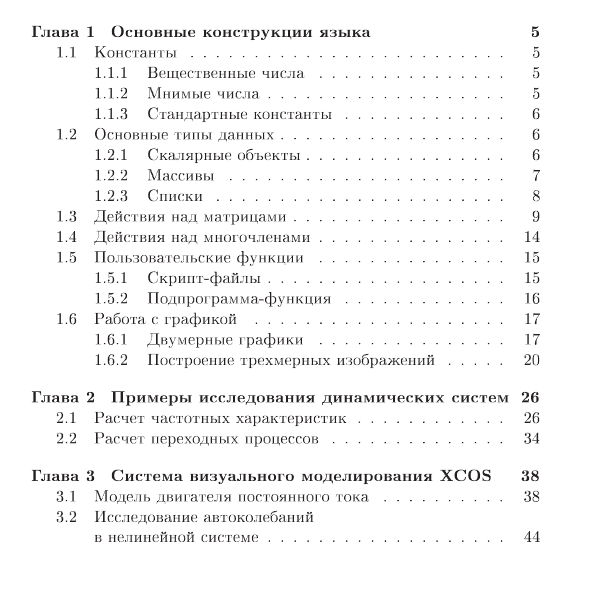 Глава 1 Основные конструкции языка 5
1.1 Константы . . . . . . . . . . . . . . . . . . . . . . . . 5
1.1.1 Вещественные числа . . . . . . . . . . . . . . . 5
1.1.2 Мнимые числа . . . . . . . . . . . . . . . . . . . 5
1.1.3 Стандартные константы . . . . . . . . . . . . . 6
1.2 Основные типы данных . . . . . . . . . . . . . . . . . . 6
1.2.1 Скалярные объекты . . . . . . . . . . . . . . . . 6
1.2.2 Массивы . . . . . . . . . . . . . . . . . . . . . 7
1.2.3 Списки . . . . . . . . . . . . . . . . . . . . . . 8
1.3 Действия над матрицами . . . . . . . . . . . . . . . . . 9
1.4 Действия над многочленами . . . . . . . . . . . . . . . 14
1.5 Пользовательские функции . . . . . . . . . . . . . . . 15
1.5.1 Скрипт-файлы . . . . . . . . . . . . . . . . . . . 15
1.5.2 Подпрограмма-функция . . . . . . . . . . . . . 16
1.6 Работа с графикой . . . . . . . . . . . . . . . . . . . 17
1.6.1 Двумерные графики . . . . . . . . . . . . . . . 17
1.6.2 Построение трехмерных изображений . . . . . 20
Глава 2 Примеры исследования динамических систем 26
2.1 Расчет частотных характеристик . . . . . . . . . . . . 26
2.2 Расчет переходных процессов . . . . . . . . . . . . . . 34
Глава 3 Система визуального моделирования XCOS 38
3.1 Модель двигателя постоянного тока . . . . . . . . . . 38
3.2 Исследование автоколебаний
в нелинейной системе . . . . . . . . . . . . . . . . . . . 44